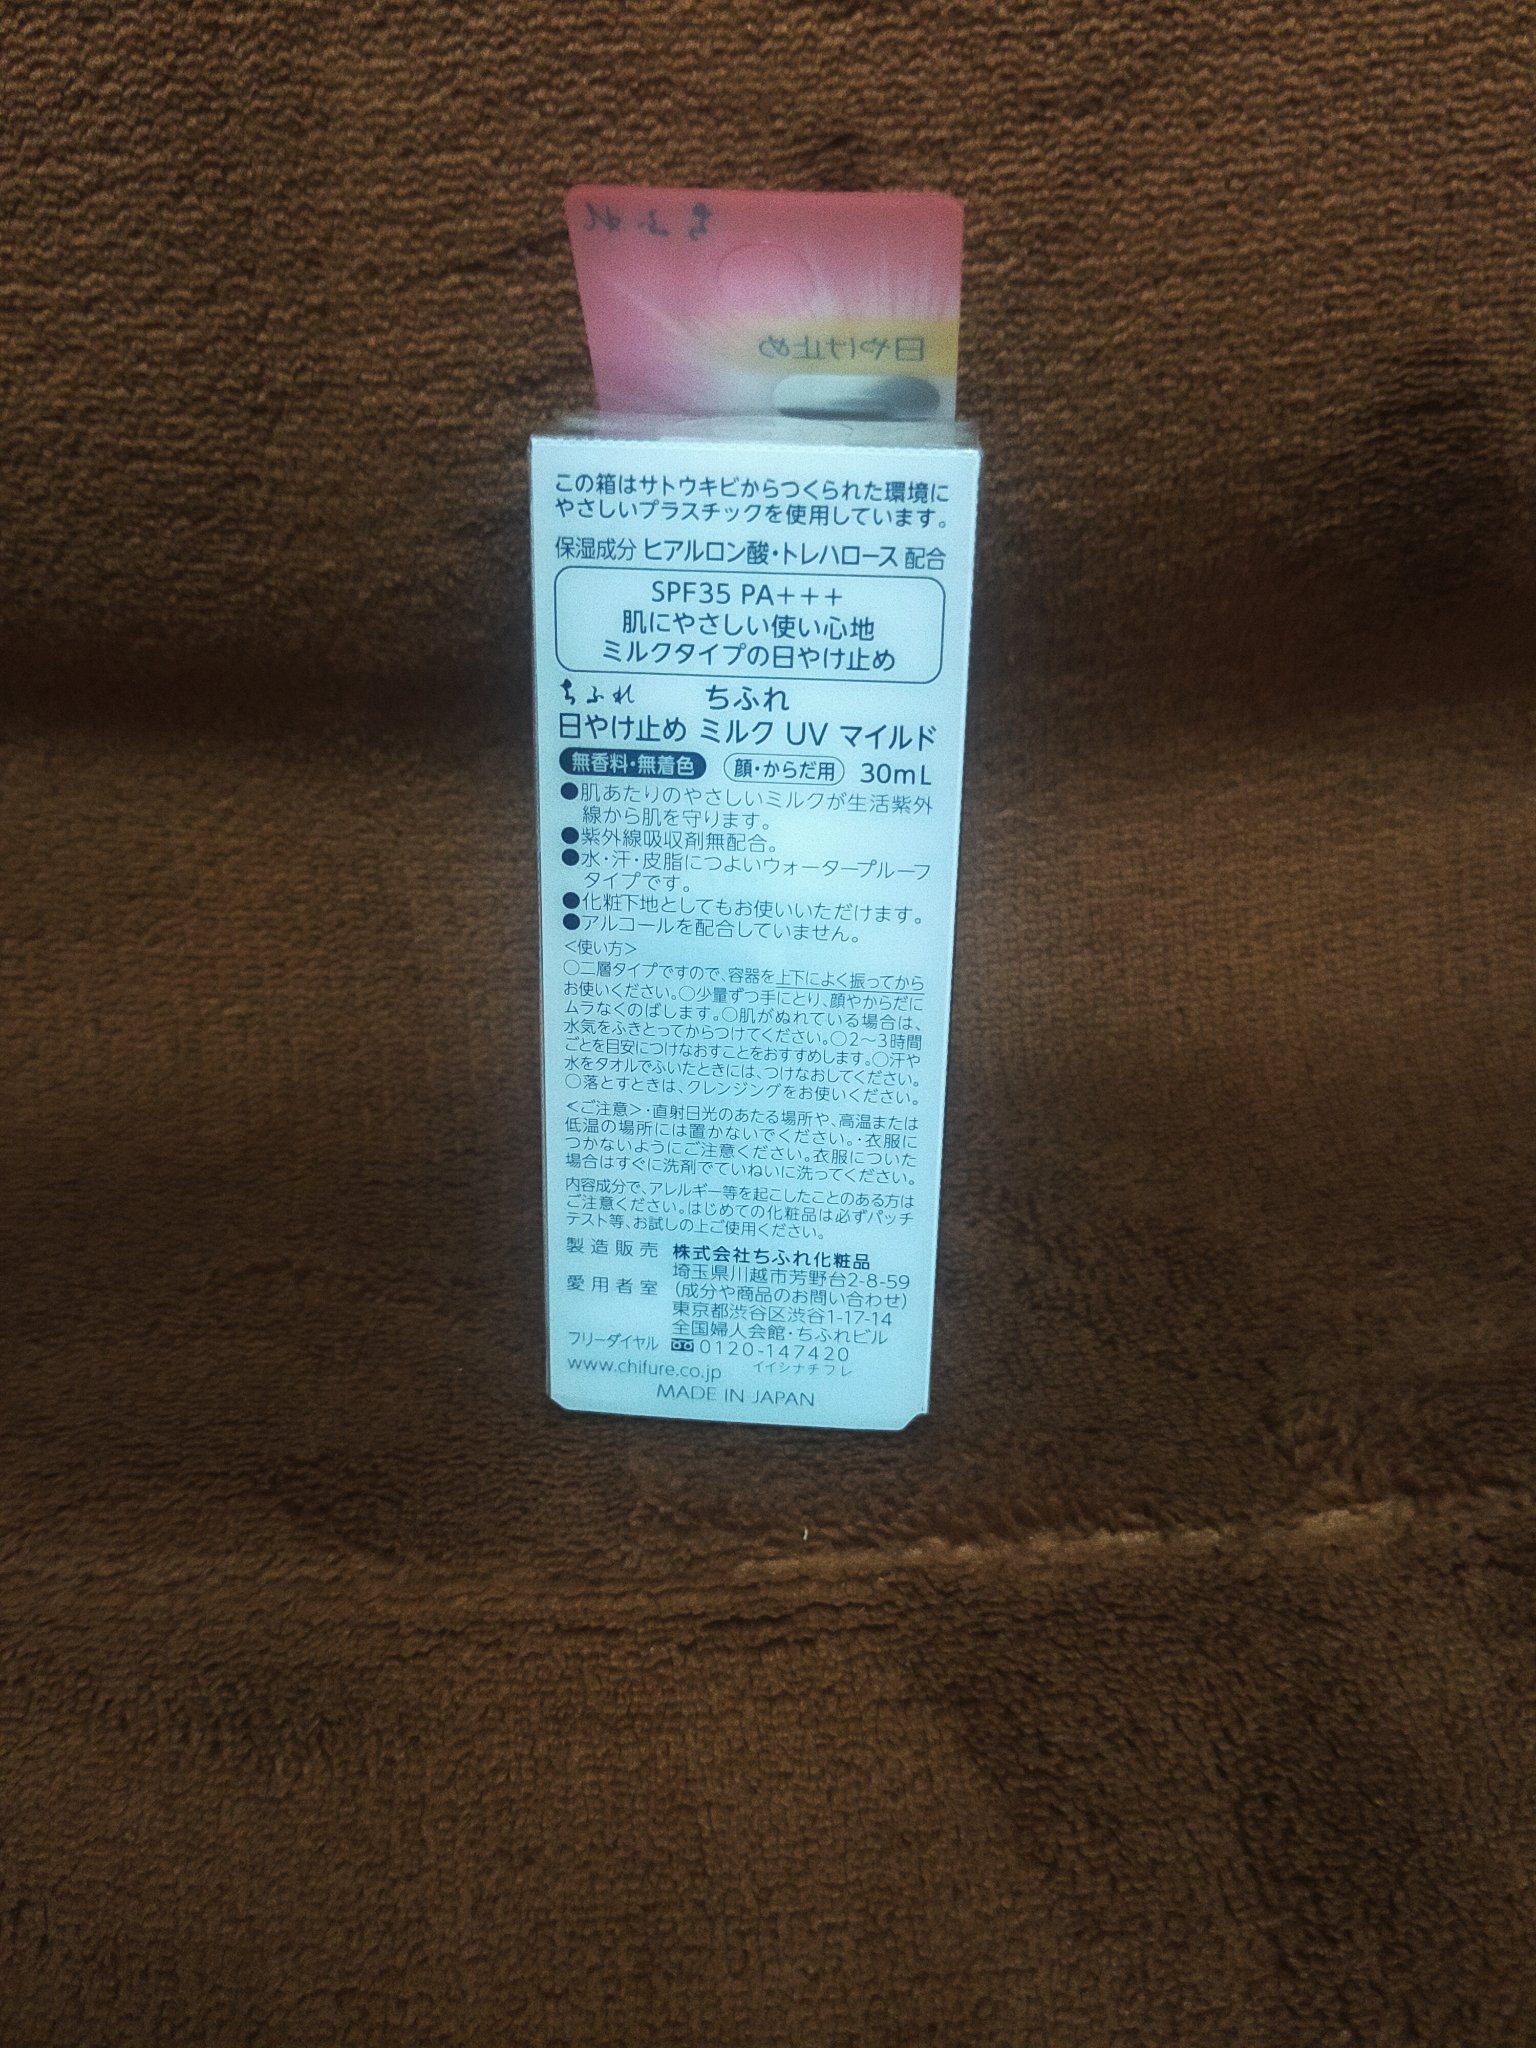 ちふれ
日やけ止め
この箱はサトウキビからつくられた環境に
やさしいプラスチックを使用しています。
保湿成分 ヒアルロン酸・トレハロース 配合
SPF35 PA+++
肌にやさしい使い心地
ミルクタイプの日やけ止め
ちふれ ちふれ
日やけ止め ミルク UV マイルド
無香料・無着色 顔・からだ用 30mL
●肌あたりのやさしいミルクが生活紫外
線から肌を守ります。
●紫外線吸収剤無配合。
●水・汗・皮脂につよいウォータープルーフ
タイプです。
●化粧下地としてもお使いいただけます。
●アルコールを配合していません。
<使い方>
○二層タイプですので、容器を上下によく振ってから
お使いください。○少量ずつ手にとり、顔やからだに
ムラなくのばします。○肌がぬれている場合は、
水気をふきとってからつけてください。○2～3時間
ごとを目安につけなおすことをおすすめします。○汗や
水をタオルでふいたときには、つけなおしてください。
○落とすときは、クレンジングをお使いください。
<ご注意>・直射日光のあたる場所や、高温または
低温の場所には置かないでください。・衣服に
つかないようにご注意ください。衣服についた
場合はすぐに洗剤でていねいに洗ってください。
内容成分で、アレルギー等を起こしたことのある方は
ご注意ください。はじめての化粧品は必ずパッチ
テスト等、お試しの上ご使用ください。
製造販売 株式会社ちふれ化粧品
埼玉県川越市芳野台2-8-59
愛用者室 (成分や商品のお問い合わせ)
東京都渋谷区渋谷1-17-14
全国婦人会館・ちふれビル
フリーダイヤル 0120-147420
www.chifure.co.jp イイシナチフレ
MADE IN JAPAN